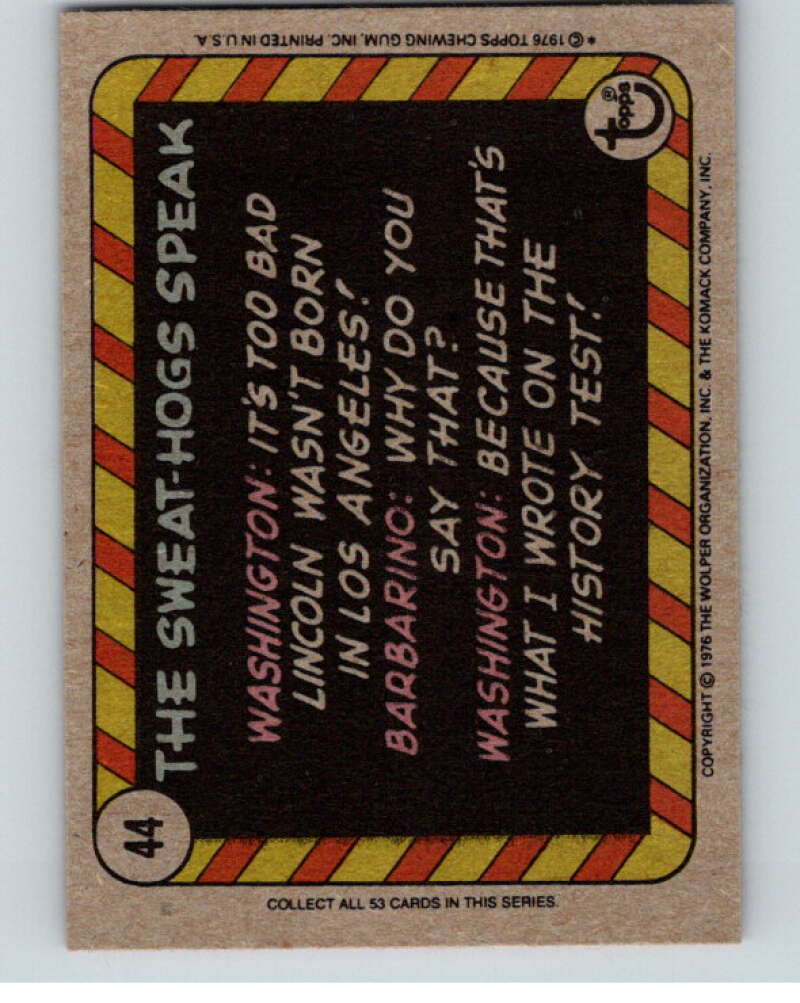 44
THE SWEAT-HOGS SPEAK
topps®
WASHINGTON: IT'S TOO BAD
LINCOLN WASN'T BORN
IN LOS ANGELES!
BARBARINO: WHY DO YOU
SAY THAT?
WASHINGTON: BECAUSE THAT'S
WHAT I WROTE ON THE
HISTORY TEST!
COPYRIGHT © 1976 THE WOLPER ORGANIZATION, INC. & THE KOMACK COMPANY, INC.
COLLECT ALL 53 CARDS IN THIS SERIES.
* © 1976 TOPPS CHEWING GUM, INC. PRINTED IN U.S.A.